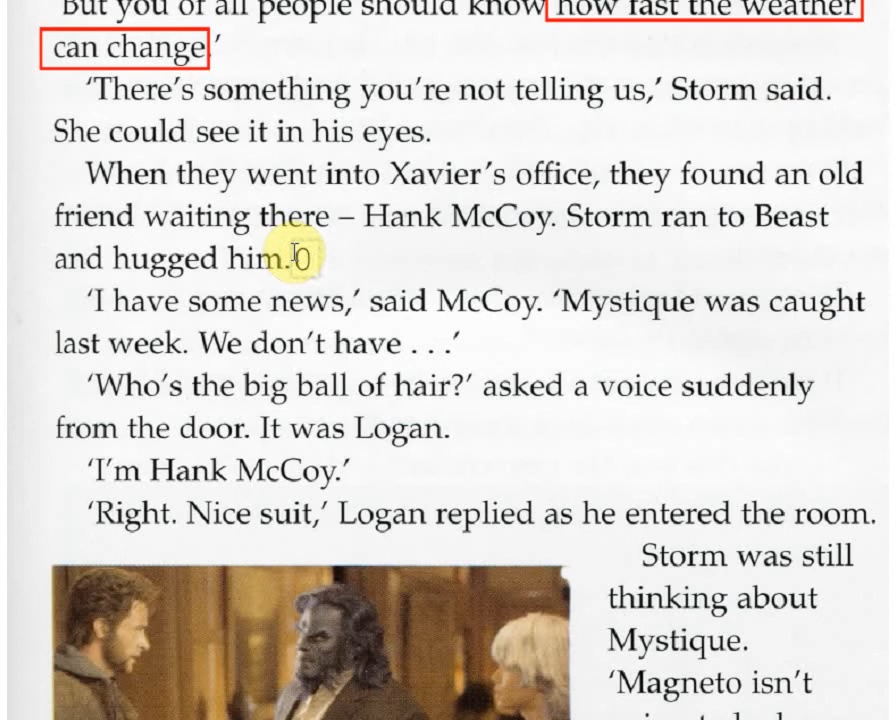 'But you of all people should know how fast the weather
can change.'
'There's something you're not telling us,' Storm said.
She could see it in his eyes.
When they went into Xavier's office, they found an old
friend waiting there – Hank McCoy. Storm ran to Beast
and hugged him.
'I have some news,' said McCoy. 'Mystique was caught
last week. We don't have . . .'
'Who's the big ball of hair?' asked a voice suddenly
from the door. It was Logan.
'I'm Hank McCoy.'
'Right. Nice suit,' Logan replied as he entered the room.
Storm was still
thinking about
Mystique.
'Magneto isn't